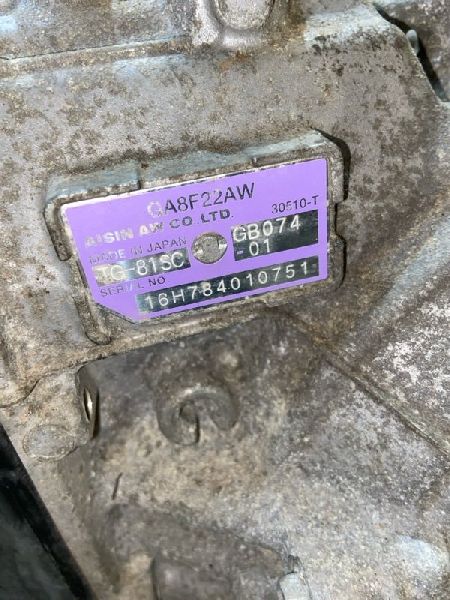 GA8F22AW
AISIN AW CO.LTD. 30510-T
MADE IN JAPAN GB074
TG-81SC -01
SERIAL NO
16H784010751